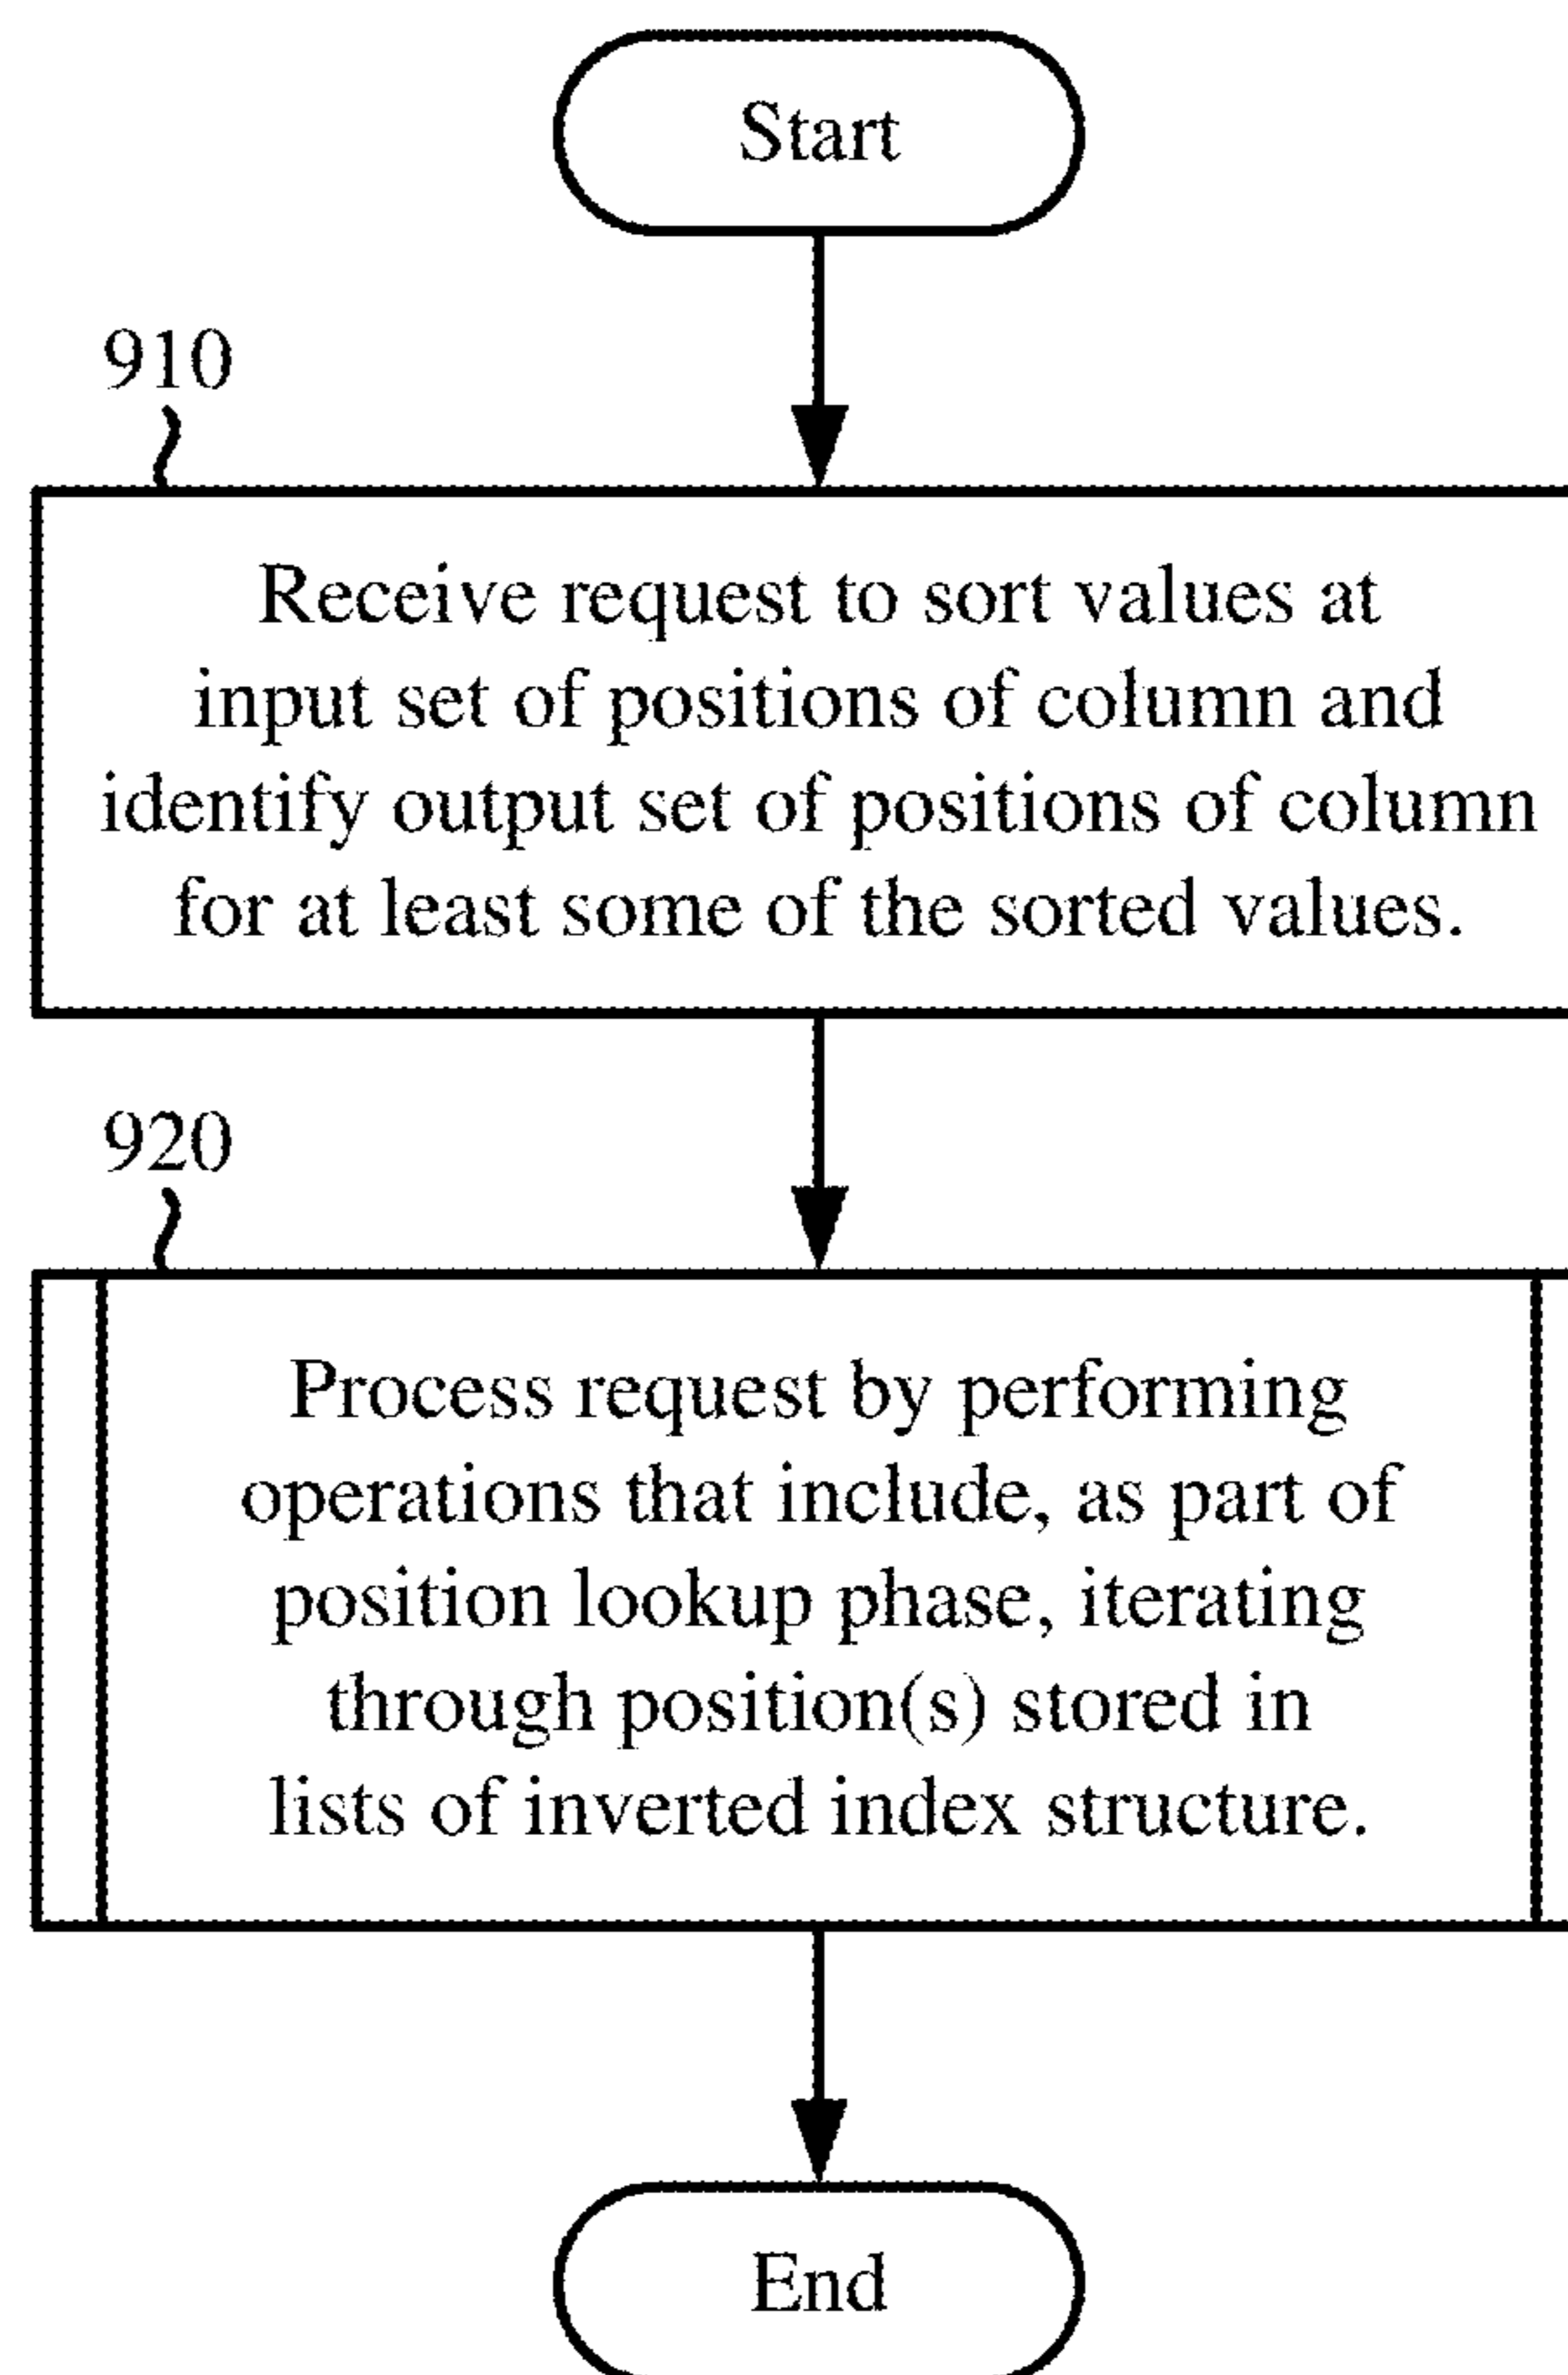 Start
910
Receive request to sort values at
input set of positions of column and
identify output set of positions of column
for at least some of the sorted values.
920
Process request by performing
operations that include, as part of
position lookup phase, iterating
through position(s) stored in
lists of inverted index structure.
End